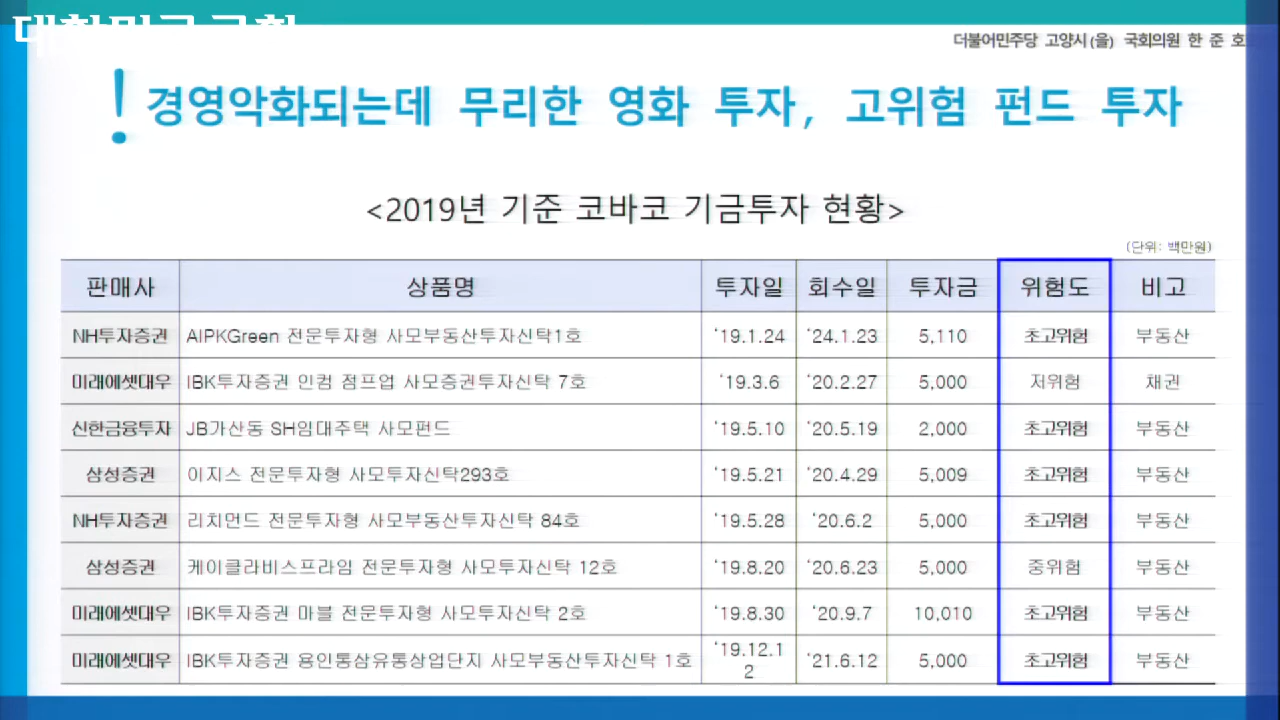 대한민국국회
더불어민주당 고양시(을) 국회의원 한 준 호
! 경영악화되는데 무리한 영화 투자, 고위험 펀드 투자
<2019년 기준 코바코 기금투자 현황>
(단위: 백만원)
판매사 상품명 투자일 회수일 투자금 위험도 비고
NH투자증권 AIPKGreen 전문투자형 사모부동산투자신탁1호 '19.1.24 '24.1.23 5,110 초고위험 부동산
미래에셋대우 IBK투자증권 인컴 점프업 사모증권투자신탁 7호 '19.3.6 '20.2.27 5,000 저위험 채권
신한금융투자 JB가산동 SH임대주택 사모펀드 '19.5.10 '20.5.19 2,000 초고위험 부동산
삼성증권 이지스 전문투자형 사모투자신탁293호 '19.5.21 '20.4.29 5,009 초고위험 부동산
NH투자증권 리치먼드 전문투자형 사모부동산투자신탁 84호 '19.5.28 '20.6.2 5,000 초고위험 부동산
삼성증권 케이클라비스프라임 전문투자형 사모투자신탁 12호 '19.8.20 '20.6.23 5,000 중위험 부동산
미래에셋대우 IBK투자증권 마블 전문투자형 사모투자신탁 2호 '19.8.30 '20.9.7 10,010 초고위험 부동산
미래에셋대우 IBK투자증권 용인통삼유통상업단지 사모부동산투자신탁 1호 '19.12.12 '21.6.12 5,000 초고위험 부동산